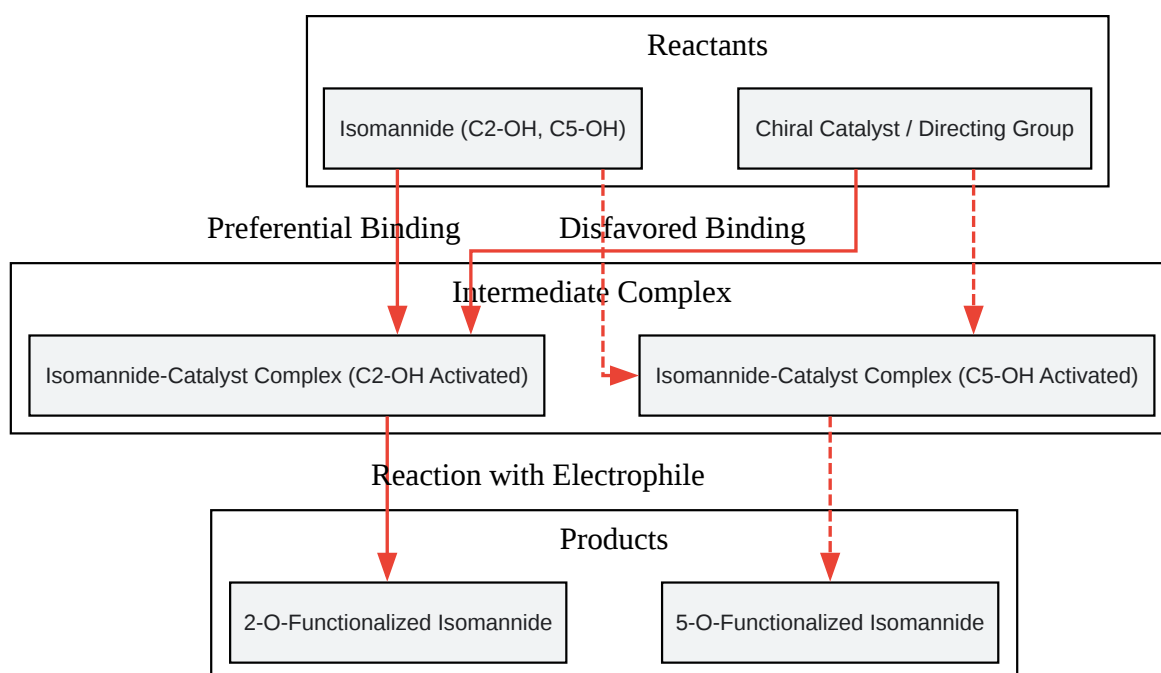 Reactants
Isomannide (C2-OH, C5-OH)
Chiral Catalyst / Directing Group
Preferential Binding
Disfavored Binding
Intermediate Complex
Isomannide-Catalyst Complex (C2-OH Activated)
Isomannide-Catalyst Complex (C5-OH Activated)
Reaction with Electrophile
Products
2-O-Functionalized Isomannide
5-O-Functionalized Isomannide